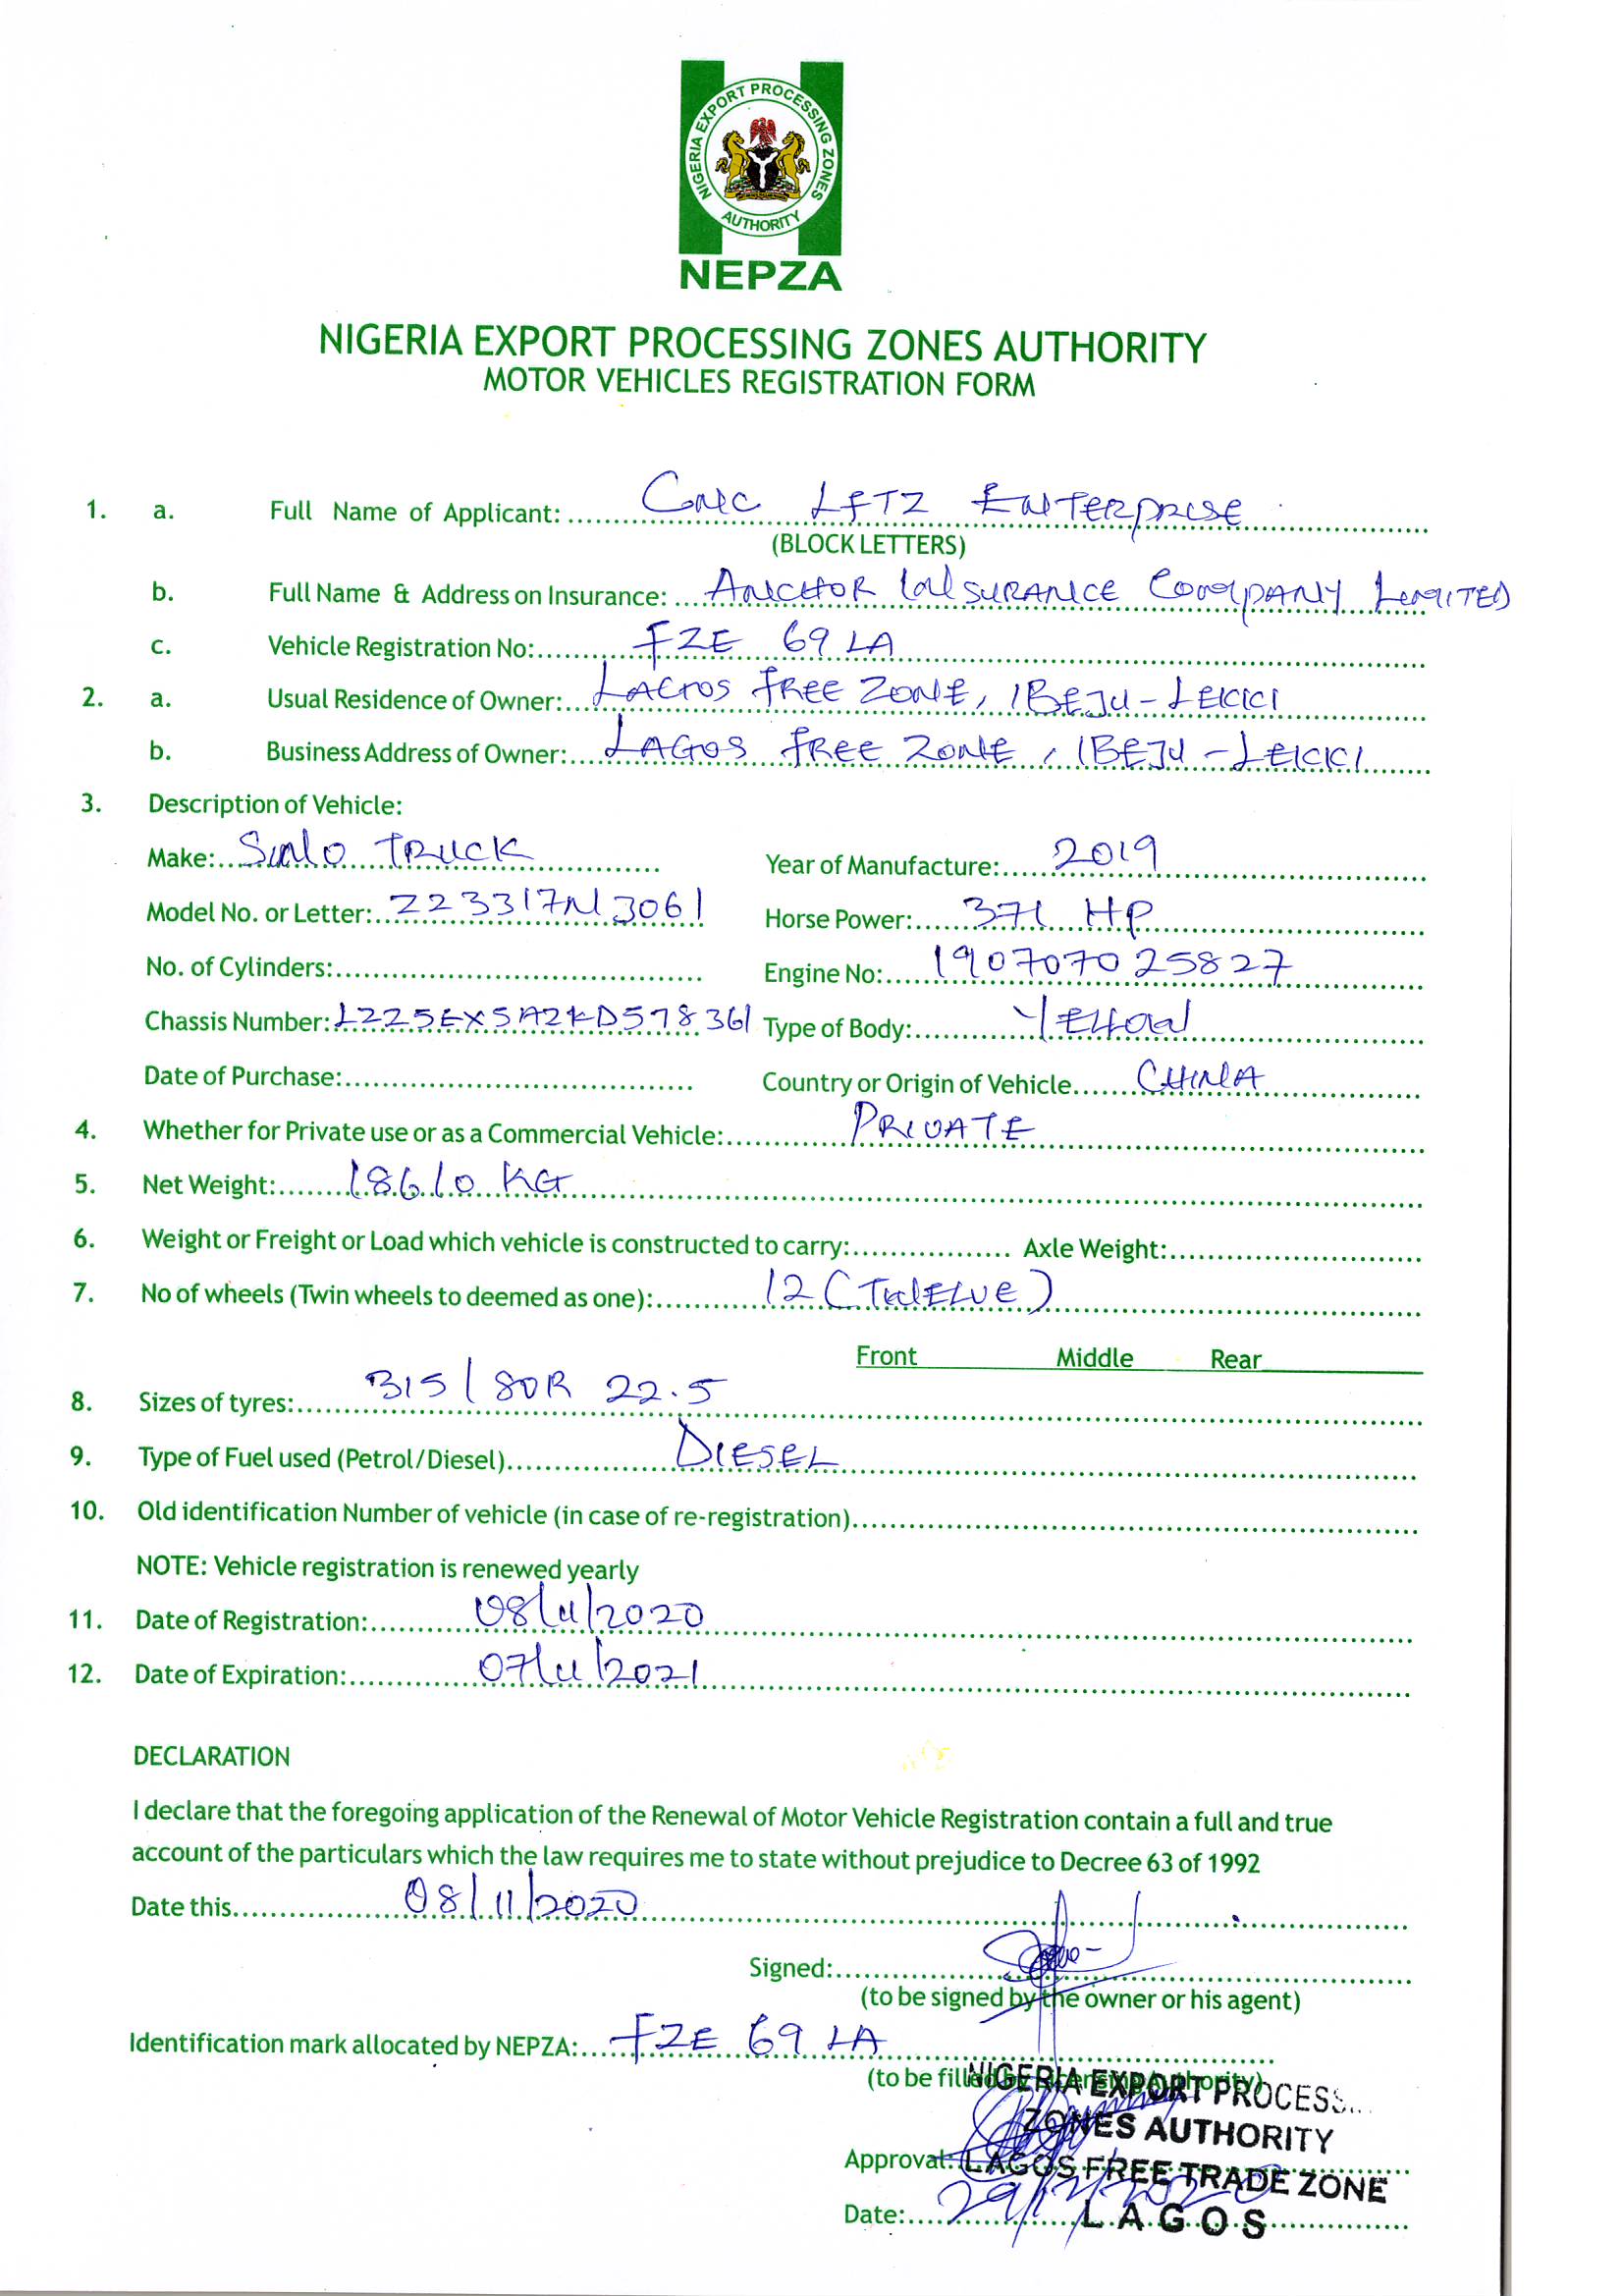 NIGERIA EXPORT PROCESSING ZONES
AUTHORITY
NEPZA
NIGERIA EXPORT PROCESSING ZONES AUTHORITY
MOTOR VEHICLES REGISTRATION FORM
1. a. Full Name of Applicant: LFTZ ENTERPRISE
(BLOCK LETTERS)
b. Full Name & Address on Insurance: ANCHOR INSURANCE COMPANY LIMITED
c. Vehicle Registration No: FZE 69 LA
2. a. Usual Residence of Owner: LAGOS FREE ZONE, IBEJU-LEKKI
b. Business Address of Owner: LAGOS FREE ZONE, IBEJU-LEKKI
3. Description of Vehicle:
Make: TRUCK Year of Manufacture: 2019
Model No. or Letter: ZZ3317N3061 Horse Power: 371 HP
No. of Cylinders: Engine No: 190707025827
Chassis Number: Type of Body: YELLOW
Date of Purchase: Country or Origin of Vehicle CHINA
4. Whether for Private use or as a Commercial Vehicle: PRIVATE
5. Net Weight: 18610 KG
6. Weight or Freight or Load which vehicle is constructed to carry: Axle Weight:
7. No of wheels (Twin wheels to deemed as one): 12 (TWELVE)
Front Middle Rear
8. Sizes of tyres: 315/80R 22.5
9. Type of Fuel used (Petrol/Diesel) DIESEL
10. Old identification Number of vehicle (in case of re-registration)
NOTE: Vehicle registration is renewed yearly
11. Date of Registration: 08/11/2020
12. Date of Expiration: 07/11/2021
DECLARATION
I declare that the foregoing application of the Renewal of Motor Vehicle Registration contain a full and true
account of the particulars which the law requires me to state without prejudice to Decree 63 of 1992
Date this 08/11/2020
Signed:
(to be signed by the owner or his agent)
Identification mark allocated by NEPZA: FZE 69 LA
(to be filled by Licensing Authority)
NIGERIA EXPORT PROCESS
ZONES AUTHORITY
Approval: LAGOS FREE TRADE ZONE
Date: 29/12/2020
LAGOS